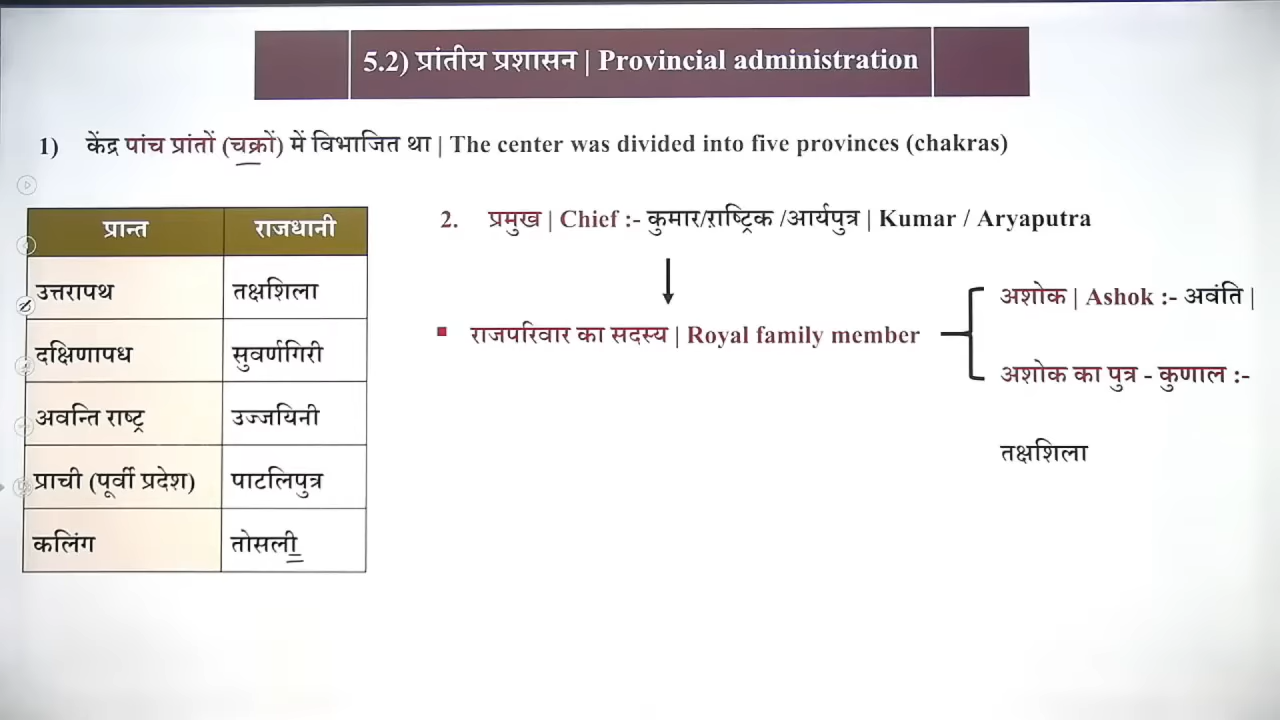 5.2) प्रांतीय प्रशासन | Provincial administration
1) केंद्र पांच प्रांतों (चक्रों) में विभाजित था | The center was divided into five provinces (chakras)
प्रान्त राजधानी
उत्तरापथ तक्षशिला
दक्षिणापध सुवर्णगिरी
अवन्ति राष्ट्र उज्जयिनी
प्राची (पूर्वी प्रदेश) पाटलिपुत्र
कलिंग तोसली
2. प्रमुख | Chief :- कुमार/राष्ट्रिक /आर्यपुत्र | Kumar / Aryaputra
▪ राजपरिवार का सदस्य | Royal family member
अशोक | Ashok :- अवंति |
अशोक का पुत्र - कुणाल :-
तक्षशिला